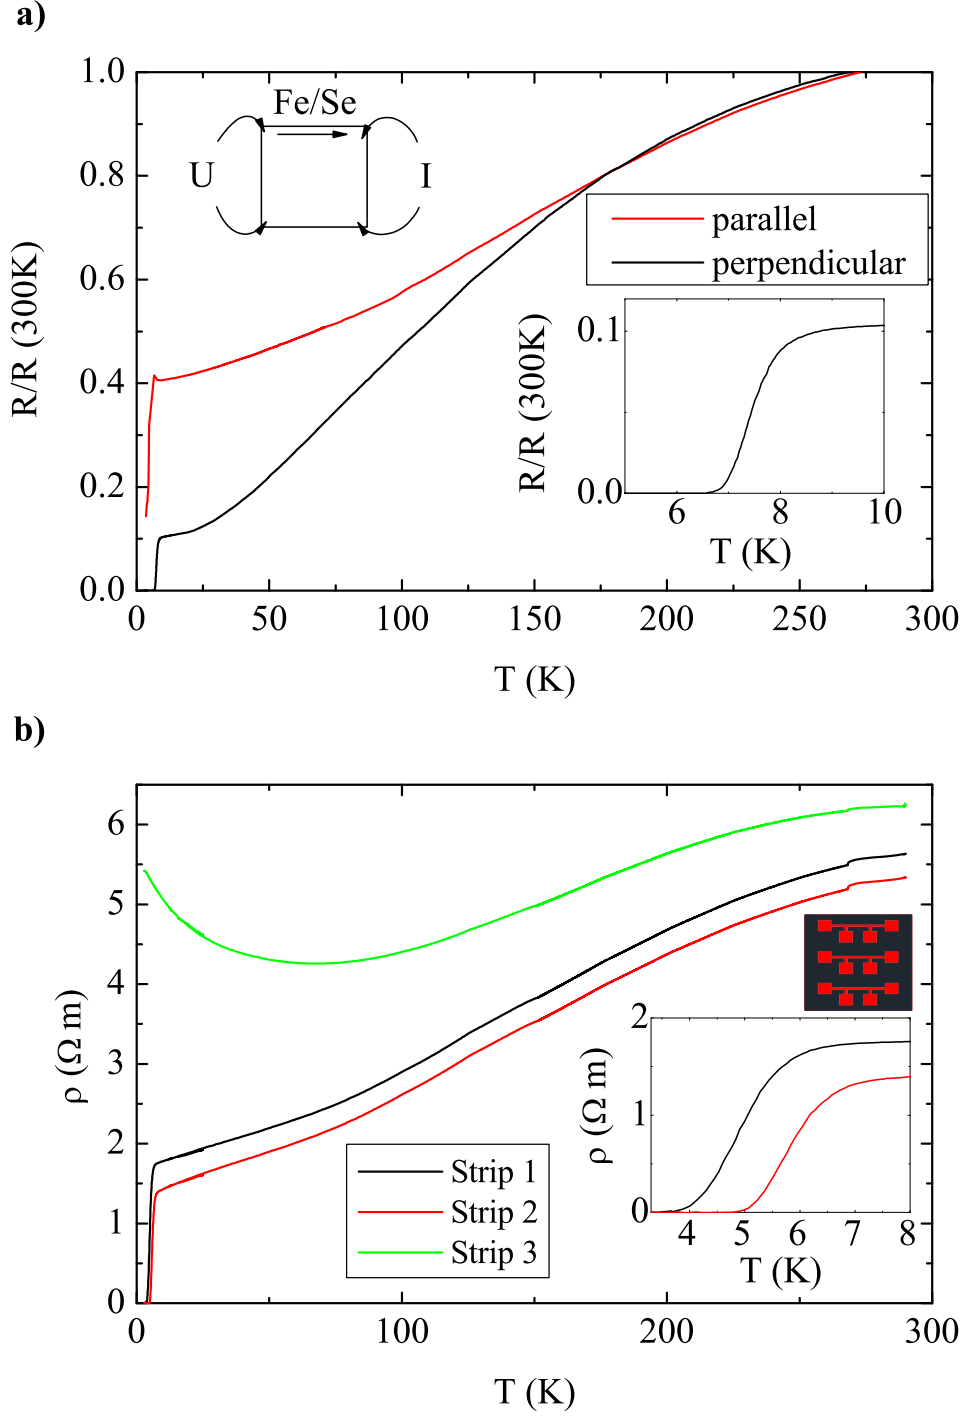 a)
1.0
0.8
0.6
0.4
0.2
0.0
R/R (300K)
Fe/Se
U
I
parallel
perpendicular
R/R (300K)
0.1
0.0
6
8
10
T (K)
0
50
100
150
200
250
300
T (K)
b)
6
5
4
3
2
1
0
ρ (Ω m)
Strip 1
Strip 2
Strip 3
ρ (Ω m)
2
1
0
4
5
6
7
8
T (K)
0
100
200
300
T (K)